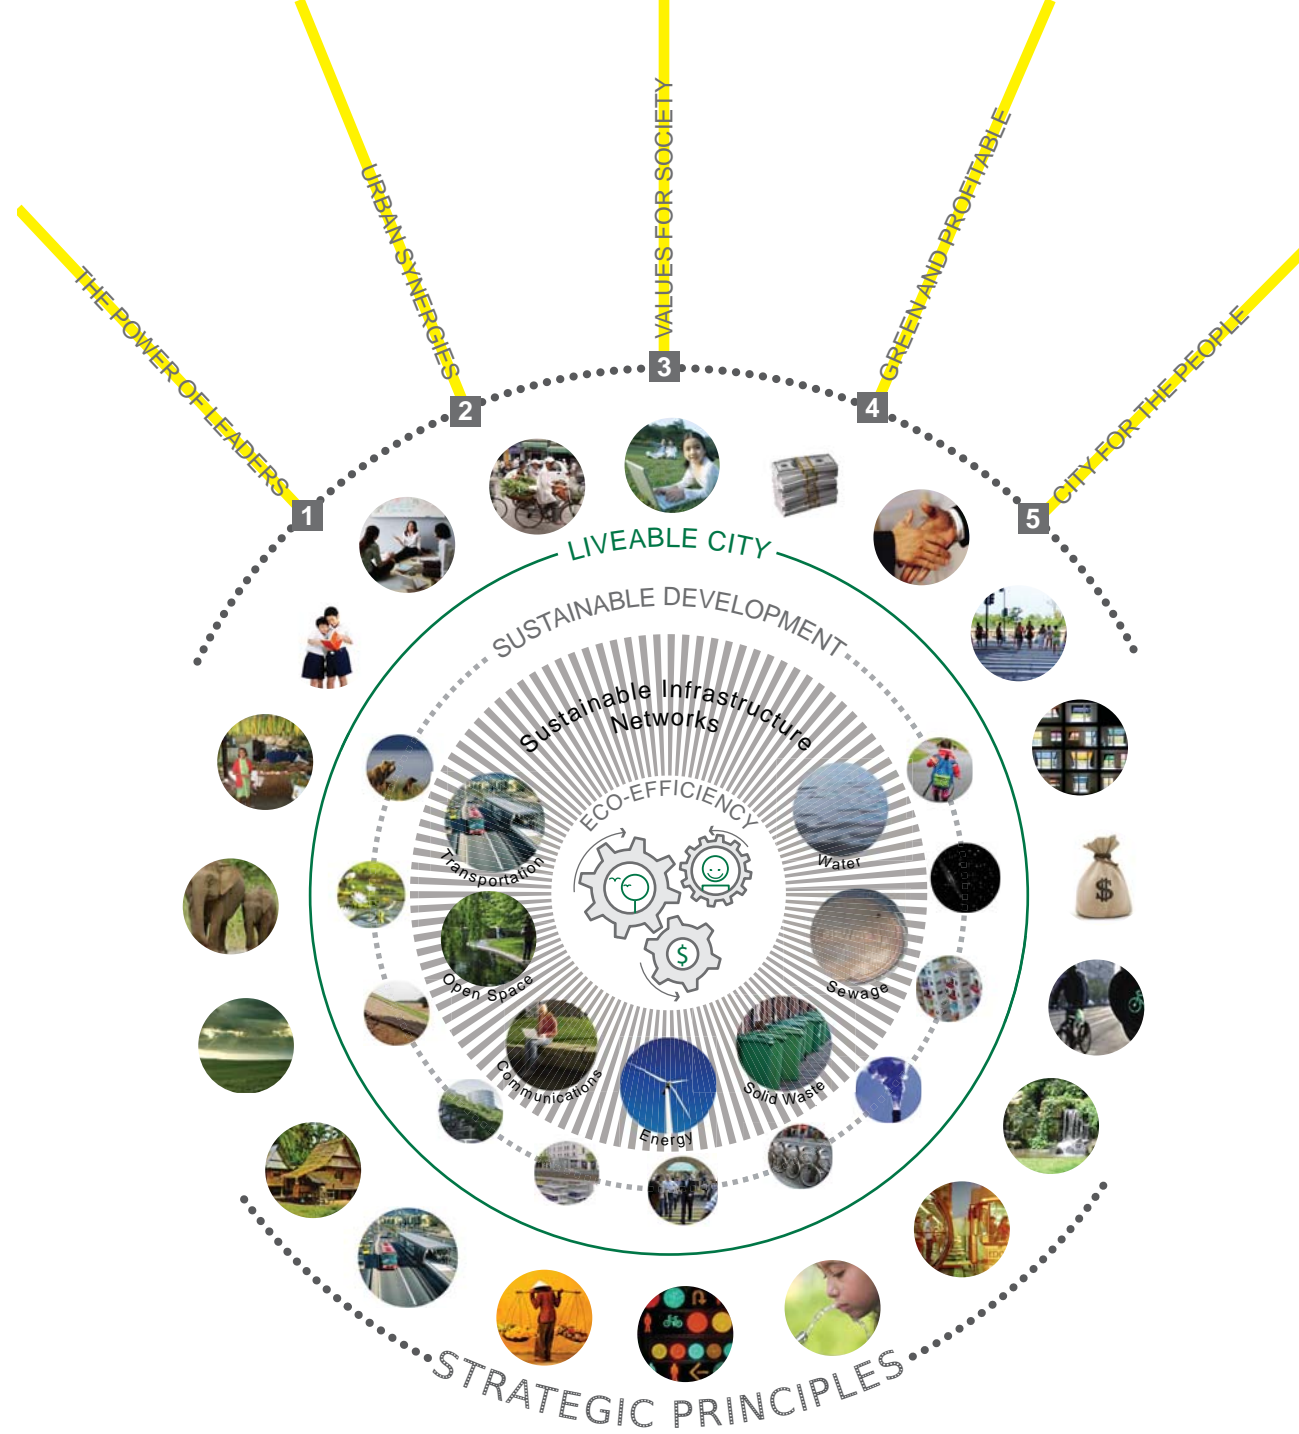 THE POWER OF LEADERS
URBAN SYNERGIES
VALUES FOR SOCIETY
GREEN AND PROFITABLE
CITY FOR THE PEOPLE
1
2
3
4
5
LIVEABLE CITY
SUSTAINABLE DEVELOPMENT
Sustainable Infrastructure
Networks
ECO-EFFICIENCY
Transportation
Water
$
$
Open Space
Sewage
Communications
Solid Waste
Energy
STRATEGIC PRINCIPLES